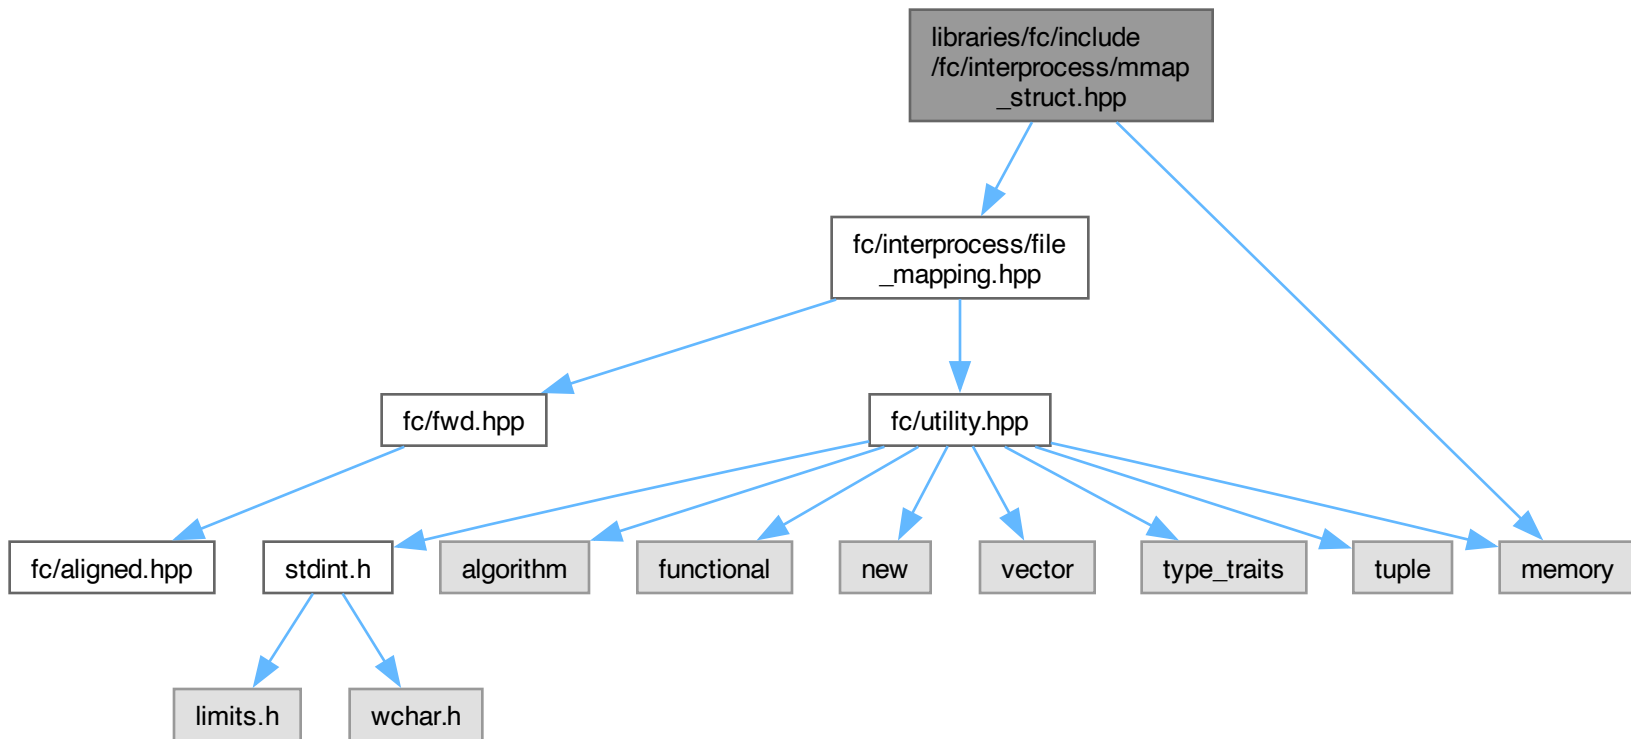 libraries/fc/include
/fc/interprocess/mmap
_struct.hpp
fc/interprocess/file
_mapping.hpp
fc/fwd.hpp
fc/utility.hpp
fc/aligned.hpp
stdint.h
algorithm
functional
new
vector
type_traits
tuple
memory
limits.h
wchar.h